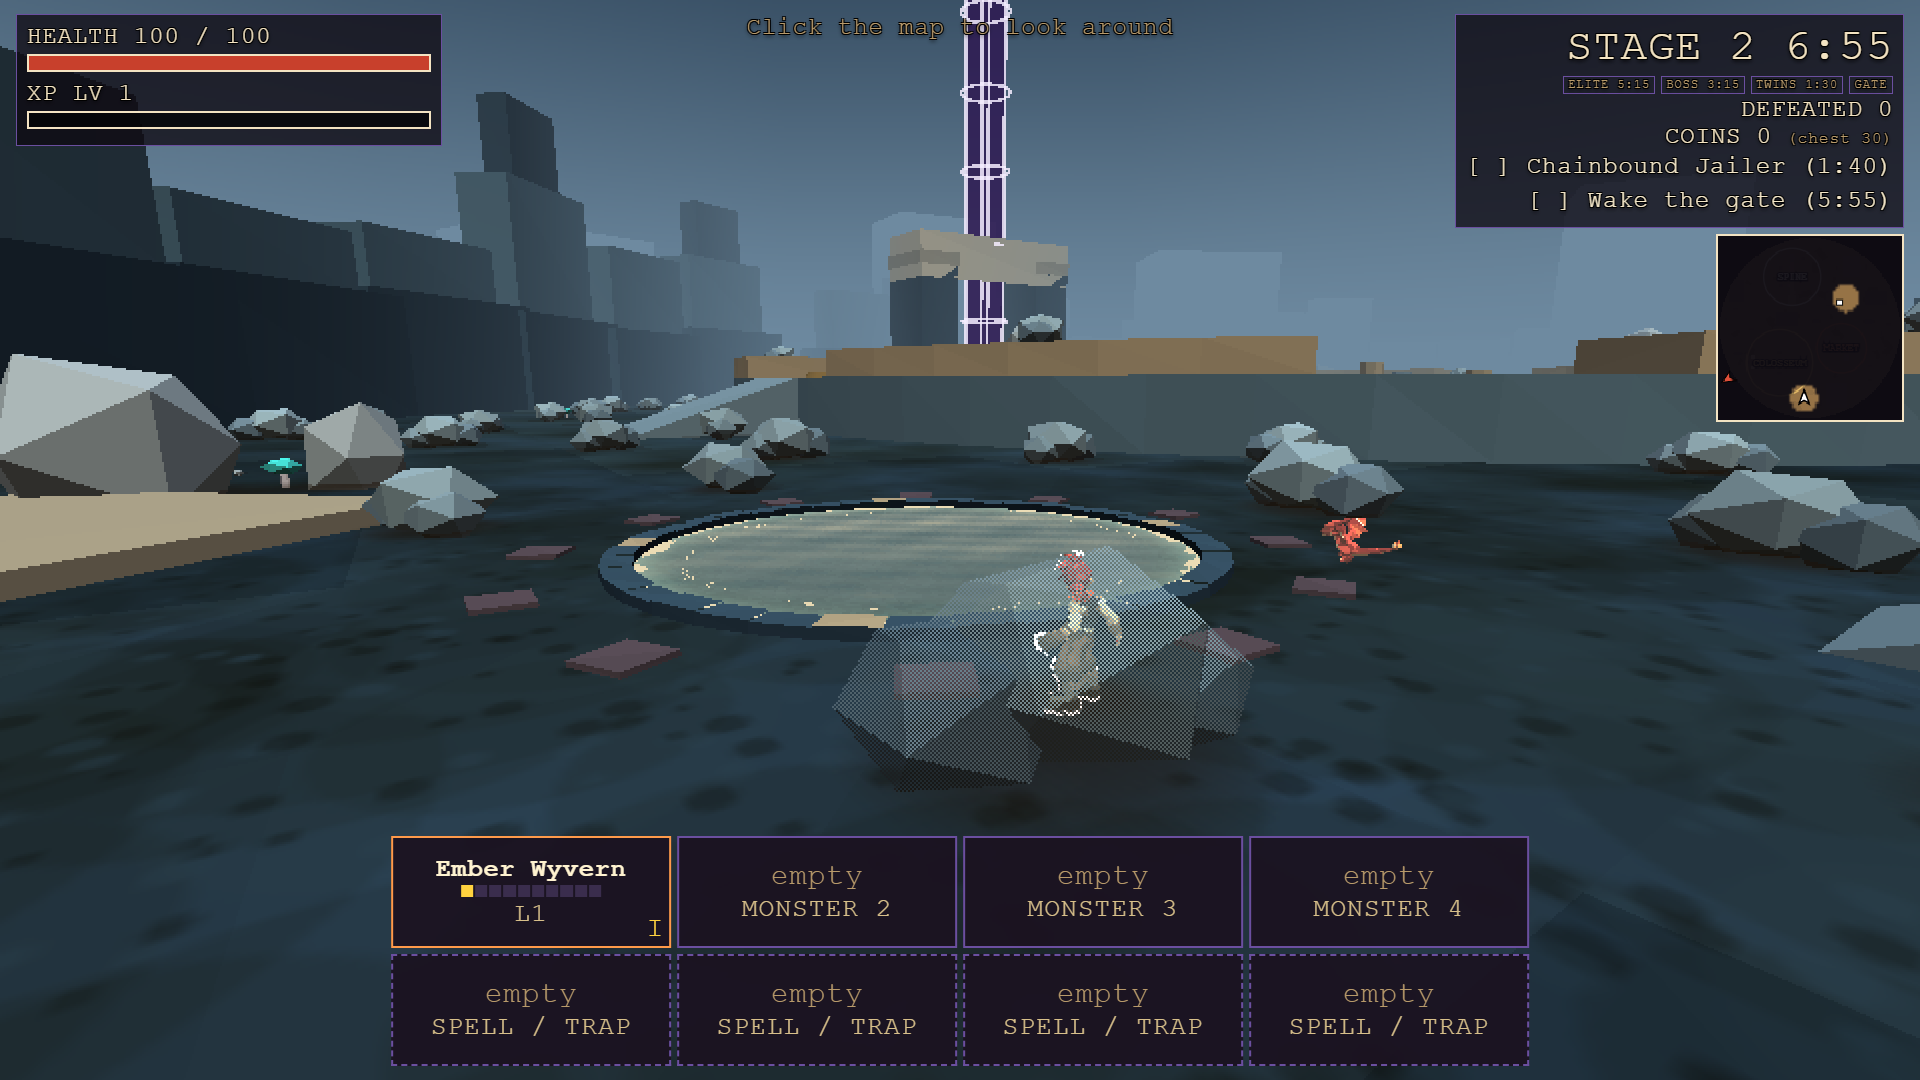 HEALTH 100 / 100
XP LV 1
Click the map to look around
STAGE 2 6:55
ELITE 5:15 BOSS 3:15 TWINS 1:30 GATE
DEFEATED 0
COINS 0 (chest 30)
[ ] Chainbound Jailer (1:40)
[ ] Wake the gate (5:55)
Ember Wyvern
L1
I
empty
MONSTER 2
empty
MONSTER 3
empty
MONSTER 4
empty
SPELL / TRAP
empty
SPELL / TRAP
empty
SPELL / TRAP
empty
SPELL / TRAP